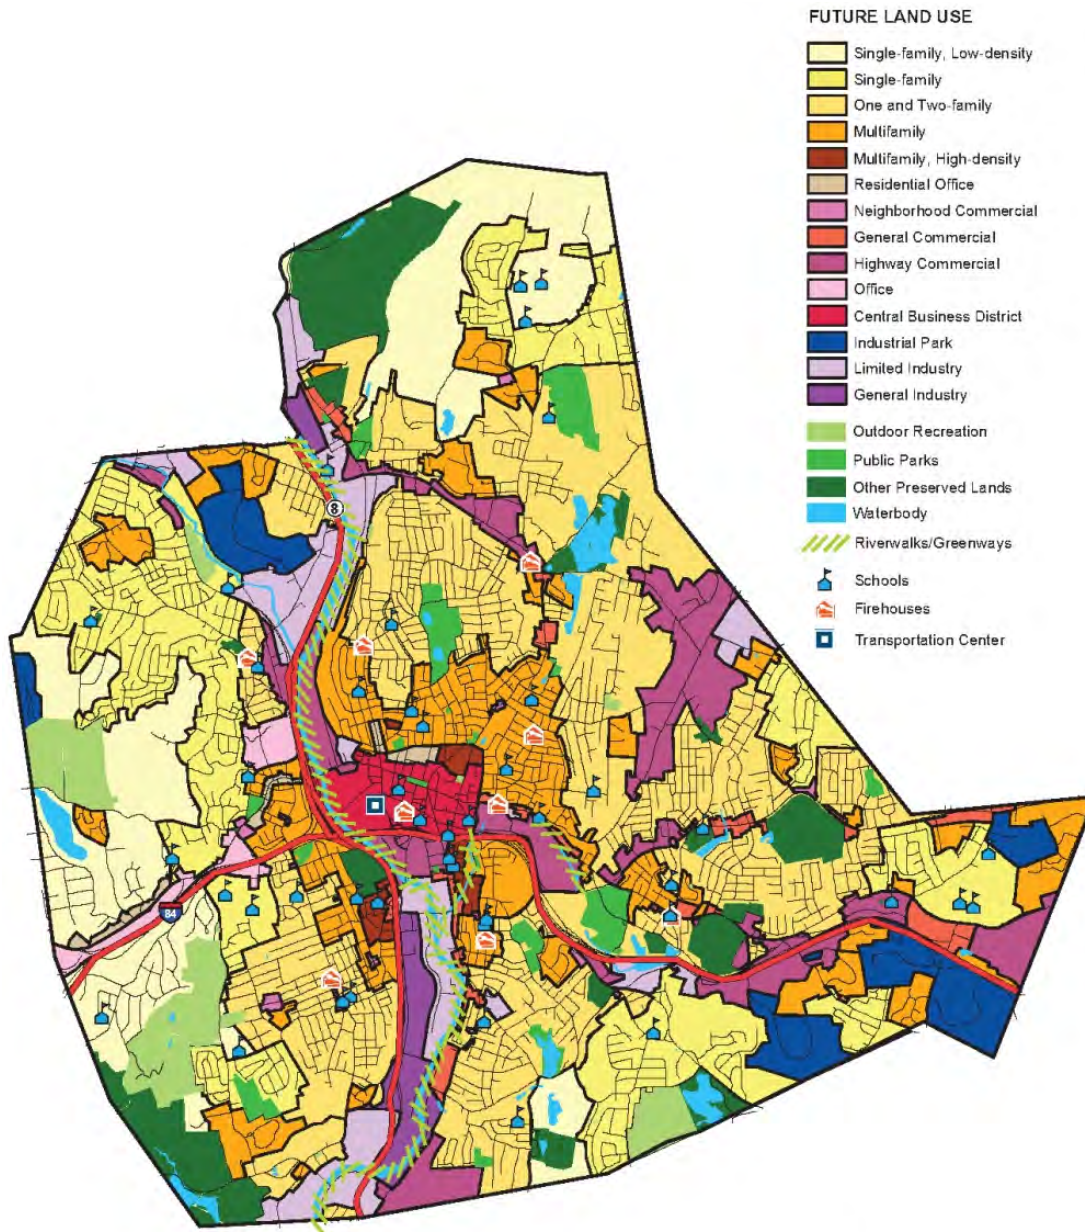 FUTURE LAND USE
Single-family, Low-density
Single-family
One and Two-family
Multifamily
Multifamily, High-density
Residential Office
Neighborhood Commercial
General Commercial
Highway Commercial
Office
Central Business District
Industrial Park
Limited Industry
General Industry
Outdoor Recreation
Public Parks
Other Preserved Lands
Waterbody
Riverwalks/Greenways
Schools
Firehouses
Transportation Center
8
84